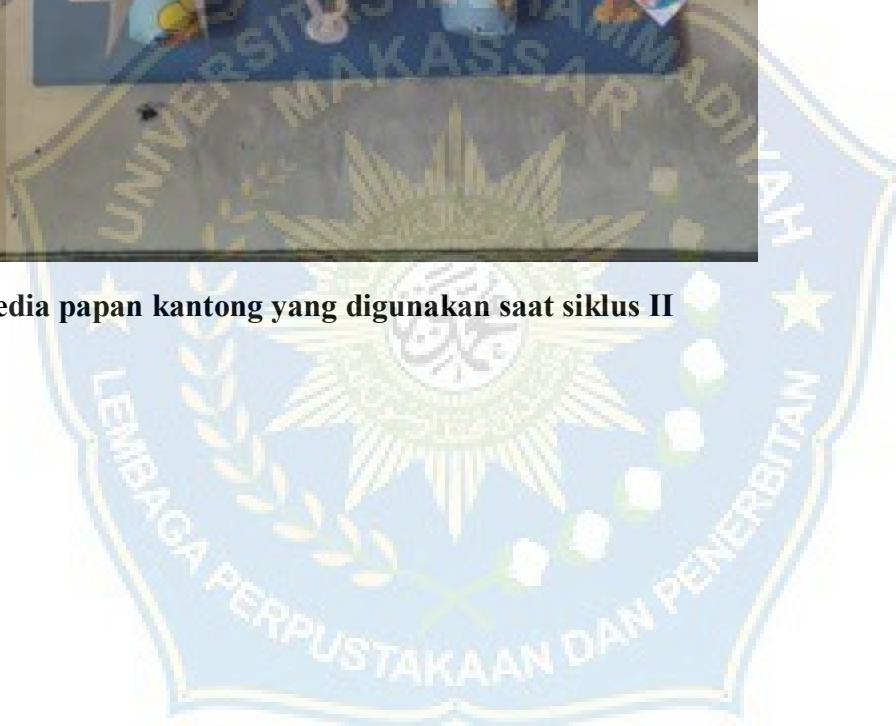 UNIVERSITAS MUHAMMADIYAH
MAKASSAR
edia papan kantong yang digunakan saat siklus II
LEMBAGA PERPUSTAKAAN DAN PENERBITAN